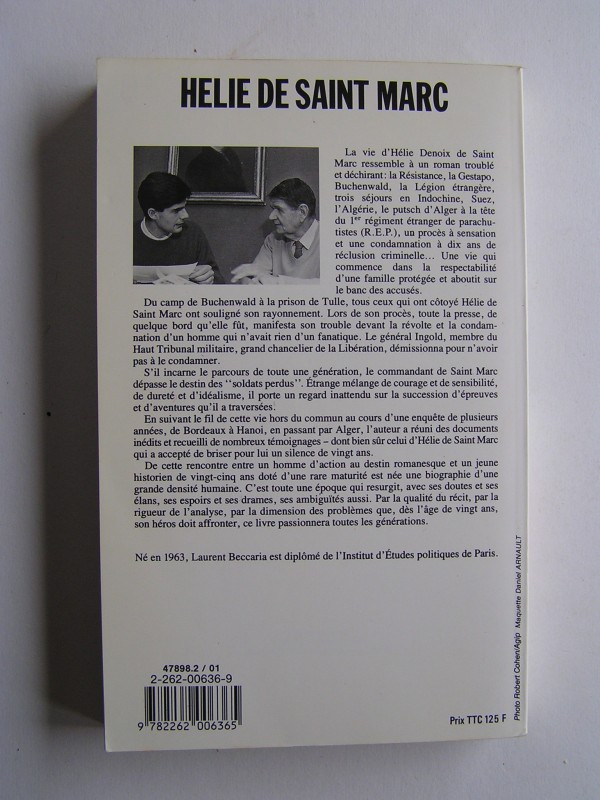 HELIE DE SAINT MARC
La vie d'Hélie Denoix de Saint
Marc ressemble à un roman troublé
et déchirant: la Résistance, la Gestapo,
Buchenwald, la Légion étrangère,
trois séjours en Indochine, Suez,
l'Algérie, le putsch d'Alger à la tête
du 1er régiment étranger de parachu-
tistes (R.E.P.), un procès à sensation
et une condamnation à dix ans de
réclusion criminelle... Une vie qui
commence dans la respectabilité
d'une famille protégée et aboutit sur
le banc des accusés.
Du camp de Buchenwald à la prison de Tulle, tous ceux qui ont côtoyé Hélie de
Saint Marc ont souligné son rayonnement. Lors de son procès, toute la presse, de
quelque bord qu'elle fût, manifesta son trouble devant la révolte et la condam-
nation d'un homme qui n'avait rien d'un fanatique. Le général Ingold, membre du
Haut Tribunal militaire, grand chancelier de la Libération, démissionna pour n'avoir
pas à le condamner.
S'il incarne le parcours de toute une génération, le commandant de Saint Marc
dépasse le destin des "soldats perdus". Étrange mélange de courage et de sensibilité,
de dureté et d'idéalisme, il porte un regard inattendu sur la succession d'épreuves
et d'aventures qu'il a traversées.
En suivant le fil de cette vie hors du commun au cours d'une enquête de plusieurs
années, de Bordeaux à Hanoi, en passant par Alger, l'auteur a réuni des documents
inédits et recueilli de nombreux témoignages – dont bien sûr celui d'Hélie de Saint Marc
qui a accepté de briser pour lui un silence de vingt ans.
De cette rencontre entre un homme d'action au destin romanesque et un jeune
historien de vingt-cinq ans doté d'une rare maturité est née une biographie d'une
grande densité humaine. C'est toute une époque qui resurgit, avec ses doutes et ses
élans, ses espoirs et ses drames, ses ambiguïtés aussi. Par la qualité du récit, par la
rigueur de l'analyse, par la dimension des problèmes que, dès l'âge de vingt ans,
son héros doit affronter, ce livre passionnera toutes les générations.
Né en 1963, Laurent Beccaria est diplômé de l'Institut d'Études politiques de Paris.
Photo Robert Cohen/Agip Maquette Daniel ARNAULT
47898.2 / 01
2-262-00636-9
9 782262 006365
Prix TTC 125 F